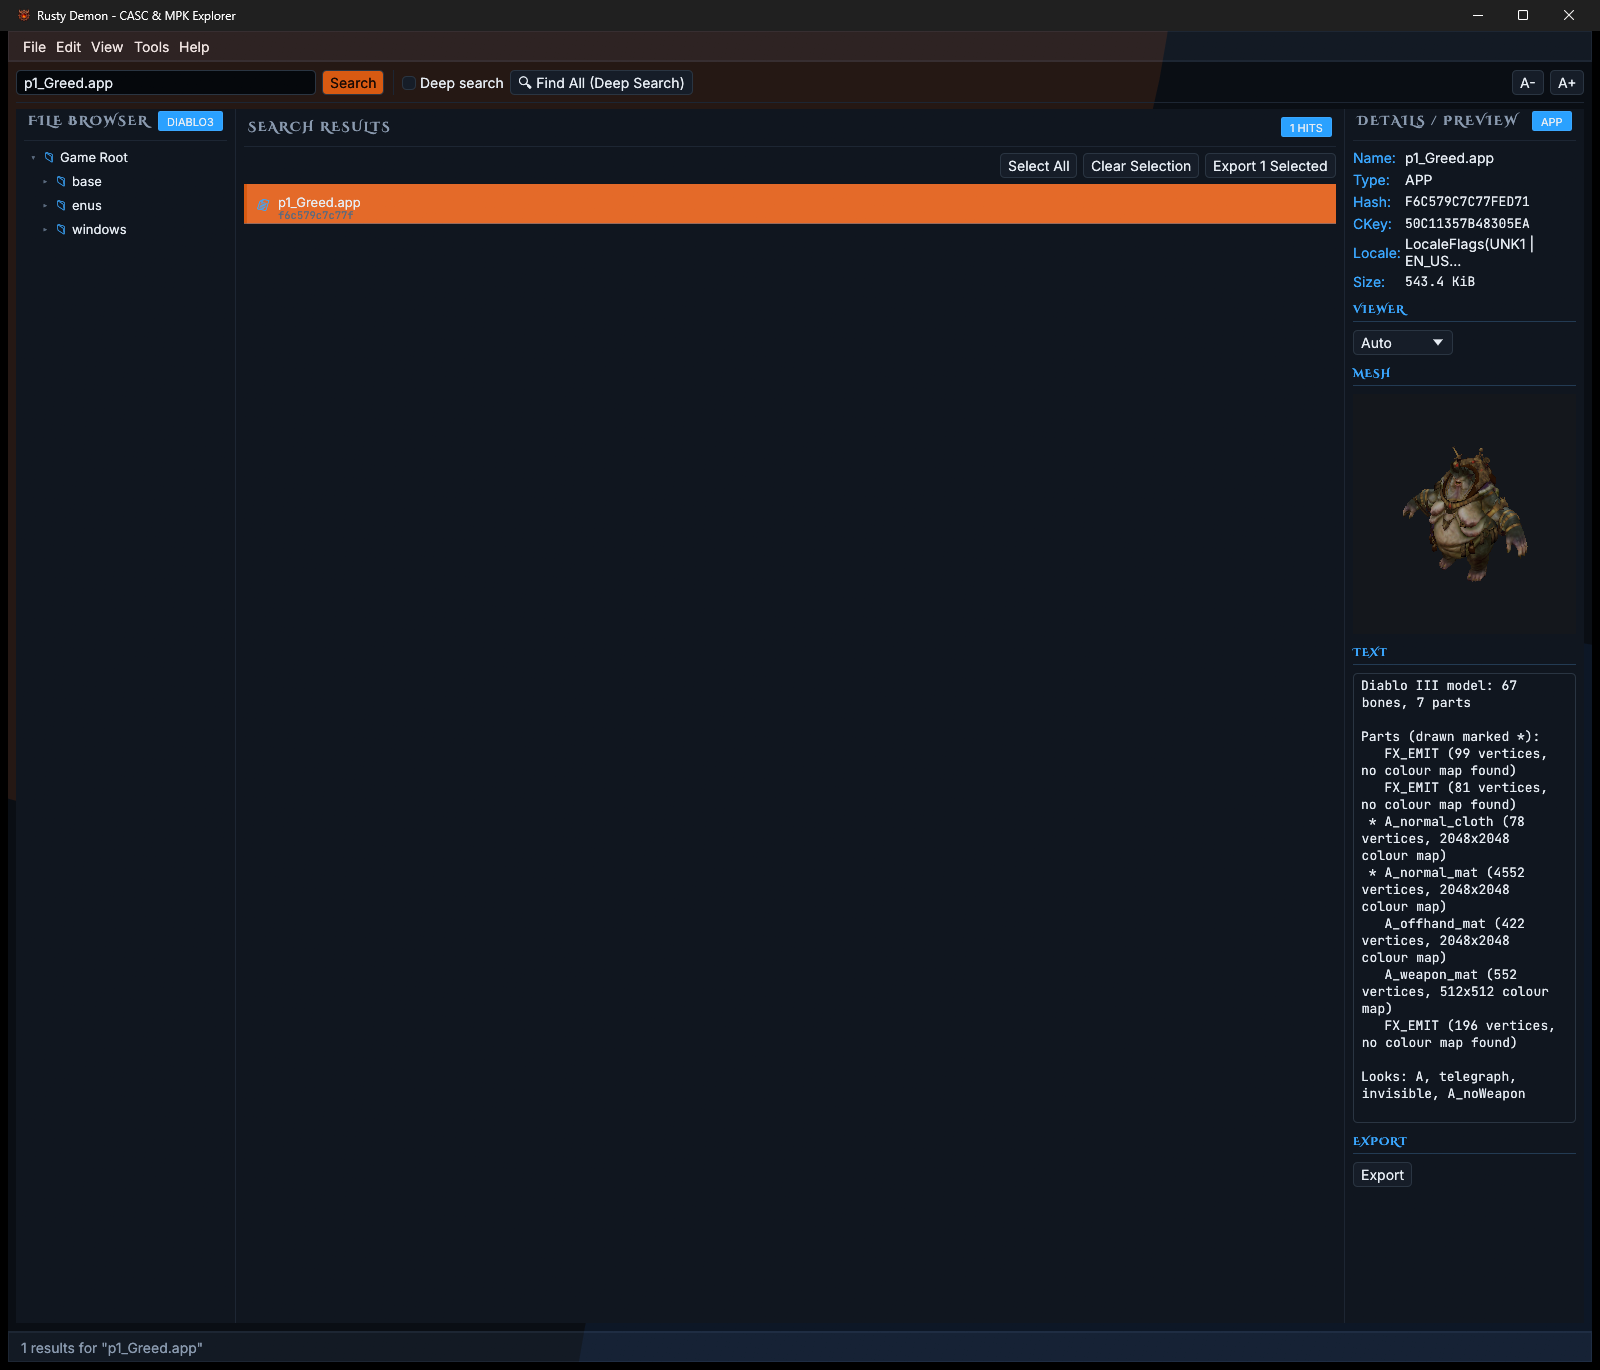 Rusty Demon - CASC & MPK Explorer
File Edit View Tools Help
p1_Greed.app Search Deep search Find All (Deep Search) A- A+
FILE BROWSER DIABLO3
Game Root
base
enus
windows
SEARCH RESULTS 1 HITS
Select All Clear Selection Export 1 Selected
p1_Greed.app
f6c579c7c77f
DETAILS / PREVIEW APP
Name: p1_Greed.app
Type: APP
Hash: F6C579C7C77FED71
CKey: 50C11357B48305EA
Locale: LocaleFlags(UNK1 |
EN_US...
Size: 543.4 KiB
VIEWER
Auto
MESH
TEXT
Diablo III model: 67
bones, 7 parts
Parts (drawn marked *):
FX_EMIT (99 vertices,
no colour map found)
FX_EMIT (81 vertices,
no colour map found)
* A_normal_cloth (78
vertices, 2048x2048
colour map)
* A_normal_mat (4552
vertices, 2048x2048
colour map)
A_offhand_mat (422
vertices, 2048x2048
colour map)
A_weapon_mat (552
vertices, 512x512 colour
map)
FX_EMIT (196 vertices,
no colour map found)
Looks: A, telegraph,
invisible, A_noWeapon
EXPORT
Export
1 results for "p1_Greed.app"